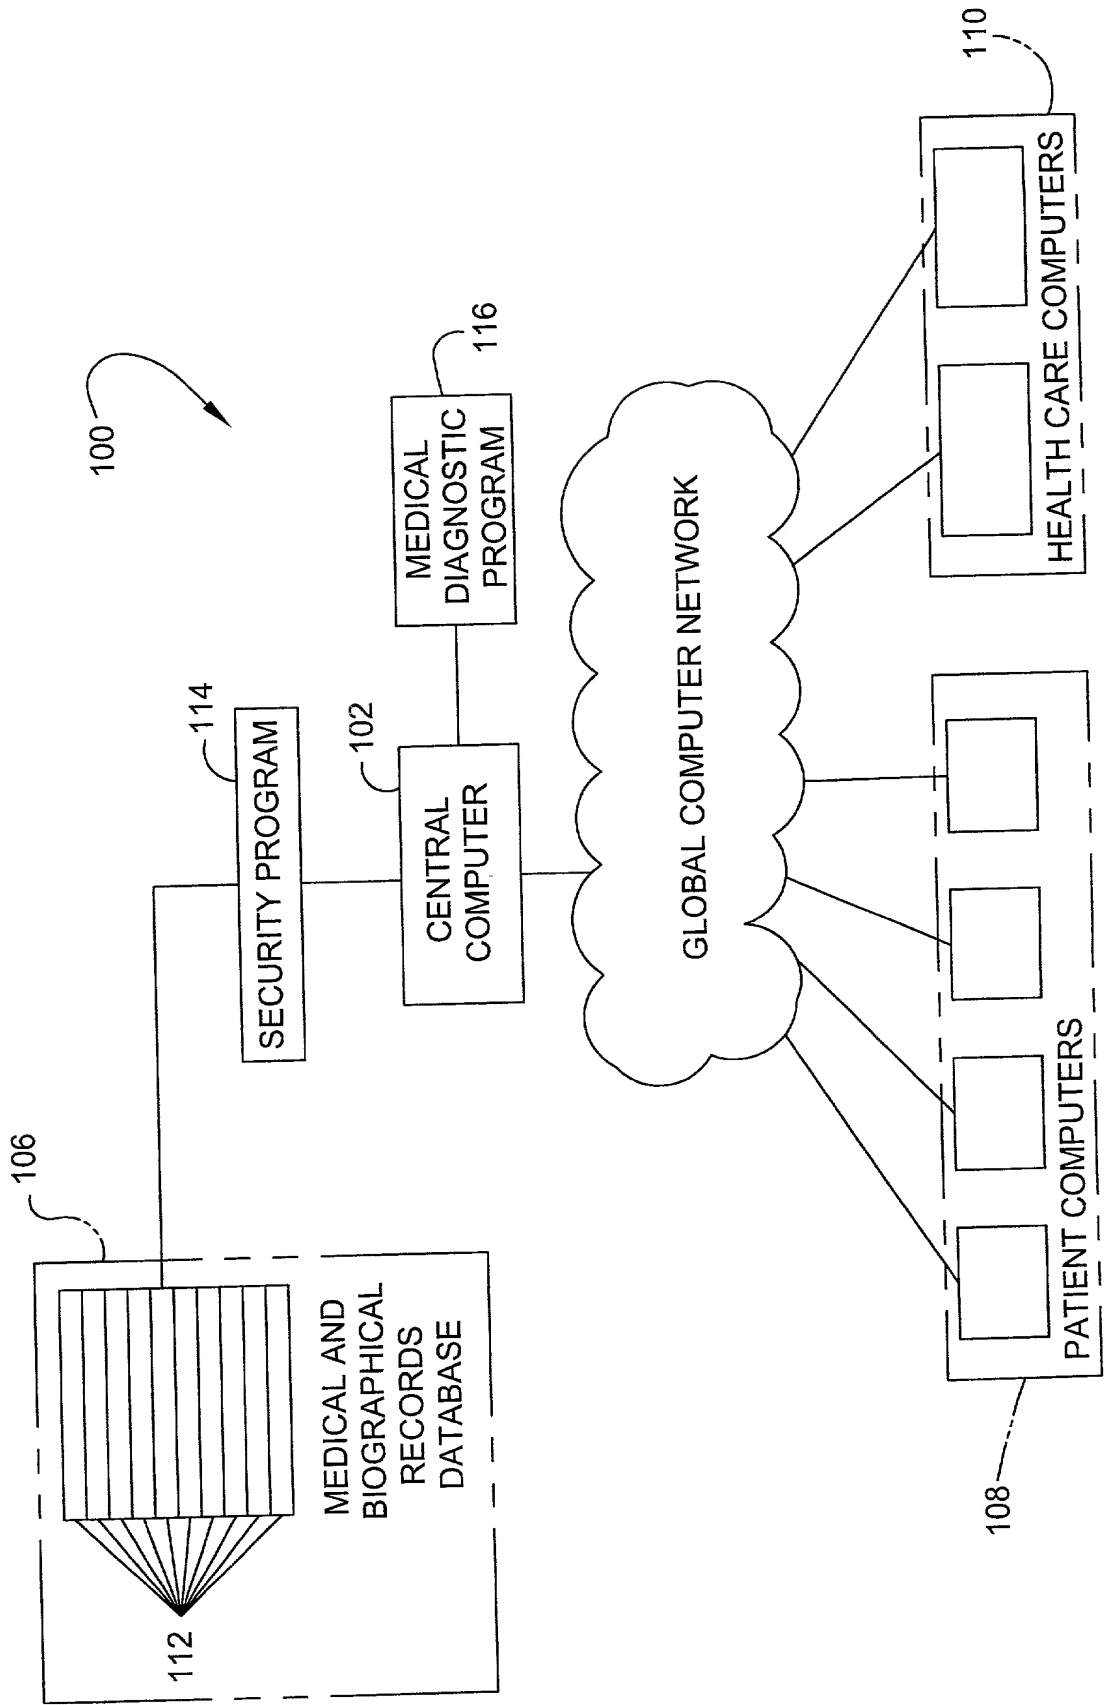 100
106
112
MEDICAL AND
BIOGRAPHICAL
RECORDS
DATABASE
114
SECURITY PROGRAM
102
CENTRAL
COMPUTER
116
MEDICAL
DIAGNOSTIC
PROGRAM
GLOBAL COMPUTER NETWORK
108
PATIENT COMPUTERS
110
HEALTH CARE COMPUTERS